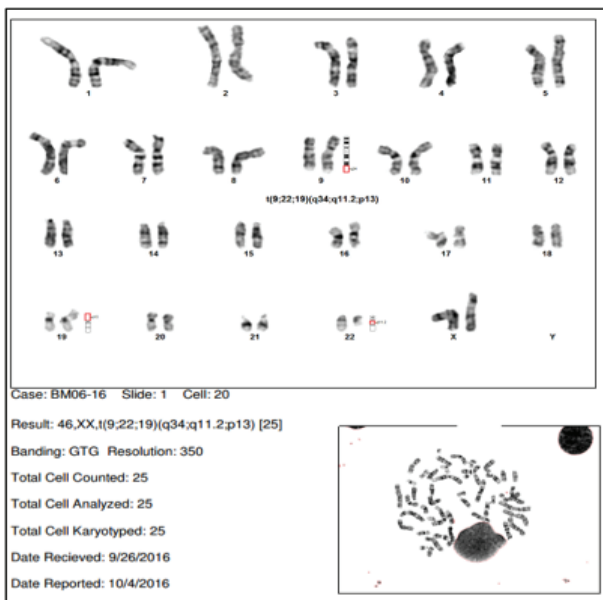 1 2 3 4 5
6 7 8 9 10 11 12
t(9;22;19)(q34;q11.2;p13)
13 14 15 16 17 18
19 20 21 22 X Y
Case: BM06-16 Slide: 1 Cell: 20
Result: 46,XX,t(9;22;19)(q34;q11.2;p13) [25]
Banding: GTG Resolution: 350
Total Cell Counted: 25
Total Cell Analyzed: 25
Total Cell Karyotyped: 25
Date Recieved: 9/26/2016
Date Reported: 10/4/2016